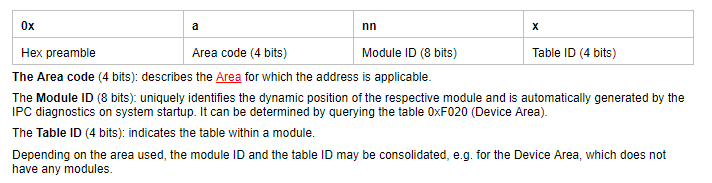 0x a nn x
Hex preamble Area code (4 bits) Module ID (8 bits) Table ID (4 bits)
The Area code (4 bits): describes the Area for which the address is applicable.
The Module ID (8 bits): uniquely identifies the dynamic position of the respective module and is automatically generated by the
IPC diagnostics on system startup. It can be determined by querying the table 0xF020 (Device Area).
The Table ID (4 bits): indicates the table within a module.
Depending on the area used, the module ID and the table ID may be consolidated, e.g. for the Device Area, which does not
have any modules.